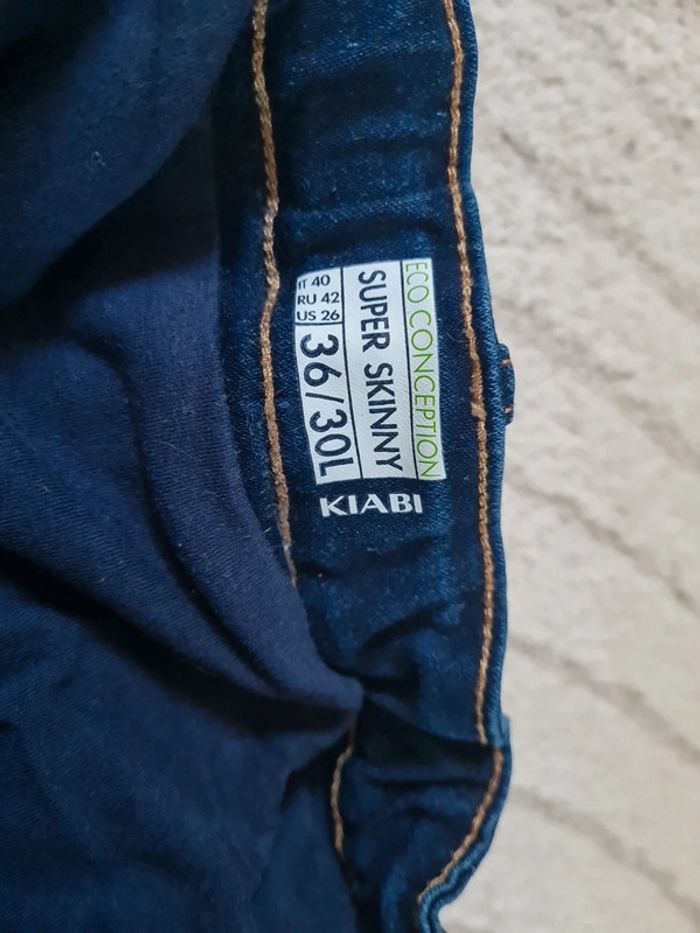 ECO CONCEPTION
SUPER SKINNY
IT 40
RU 42
US 26
36/30L
KIABI